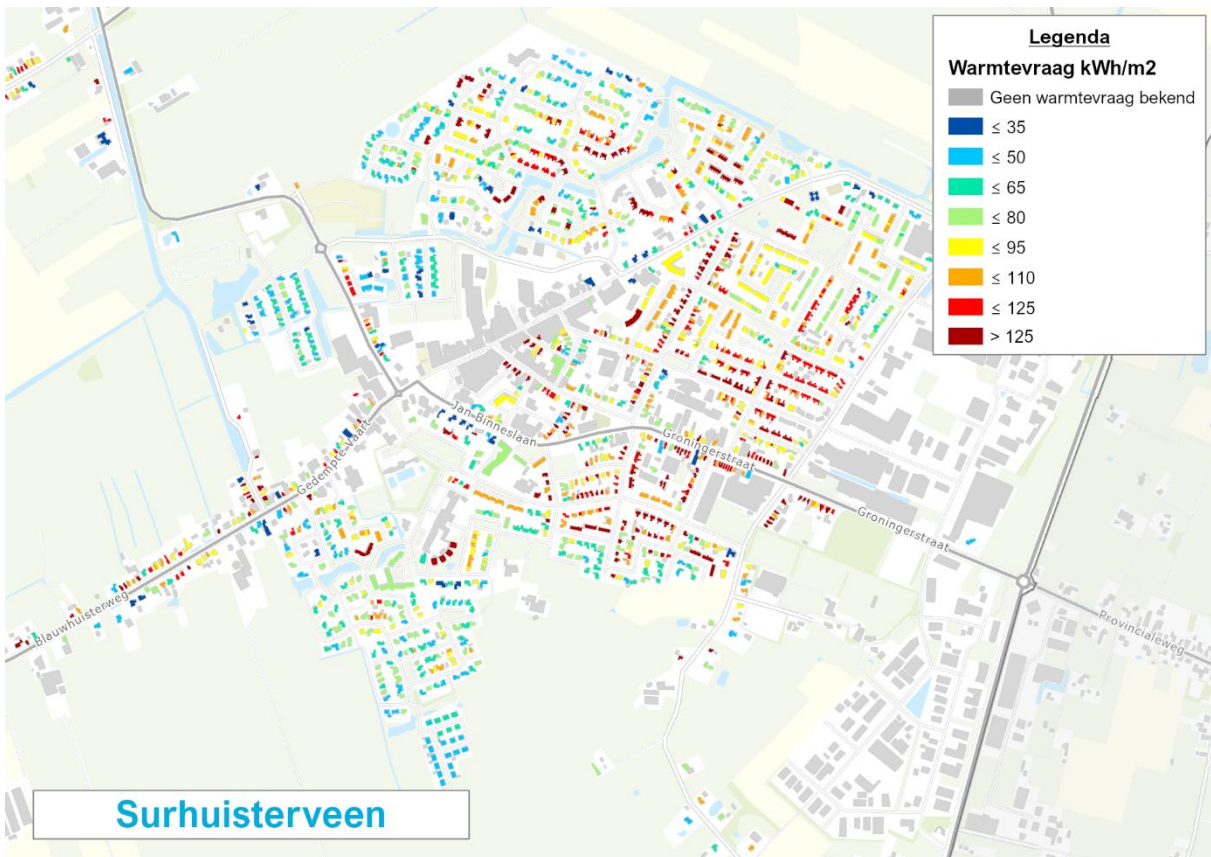 Legenda
Warmtevraag kWh/m2
Geen warmtevraag bekend
≤ 35
≤ 50
≤ 65
≤ 80
≤ 95
≤ 110
≤ 125
> 125
Jan Binneslaan
Gedempte Vaart
Groningerstraat
Groningerstraat
Blauwhuisterweg
Provincialeweg
Surhuisterveen